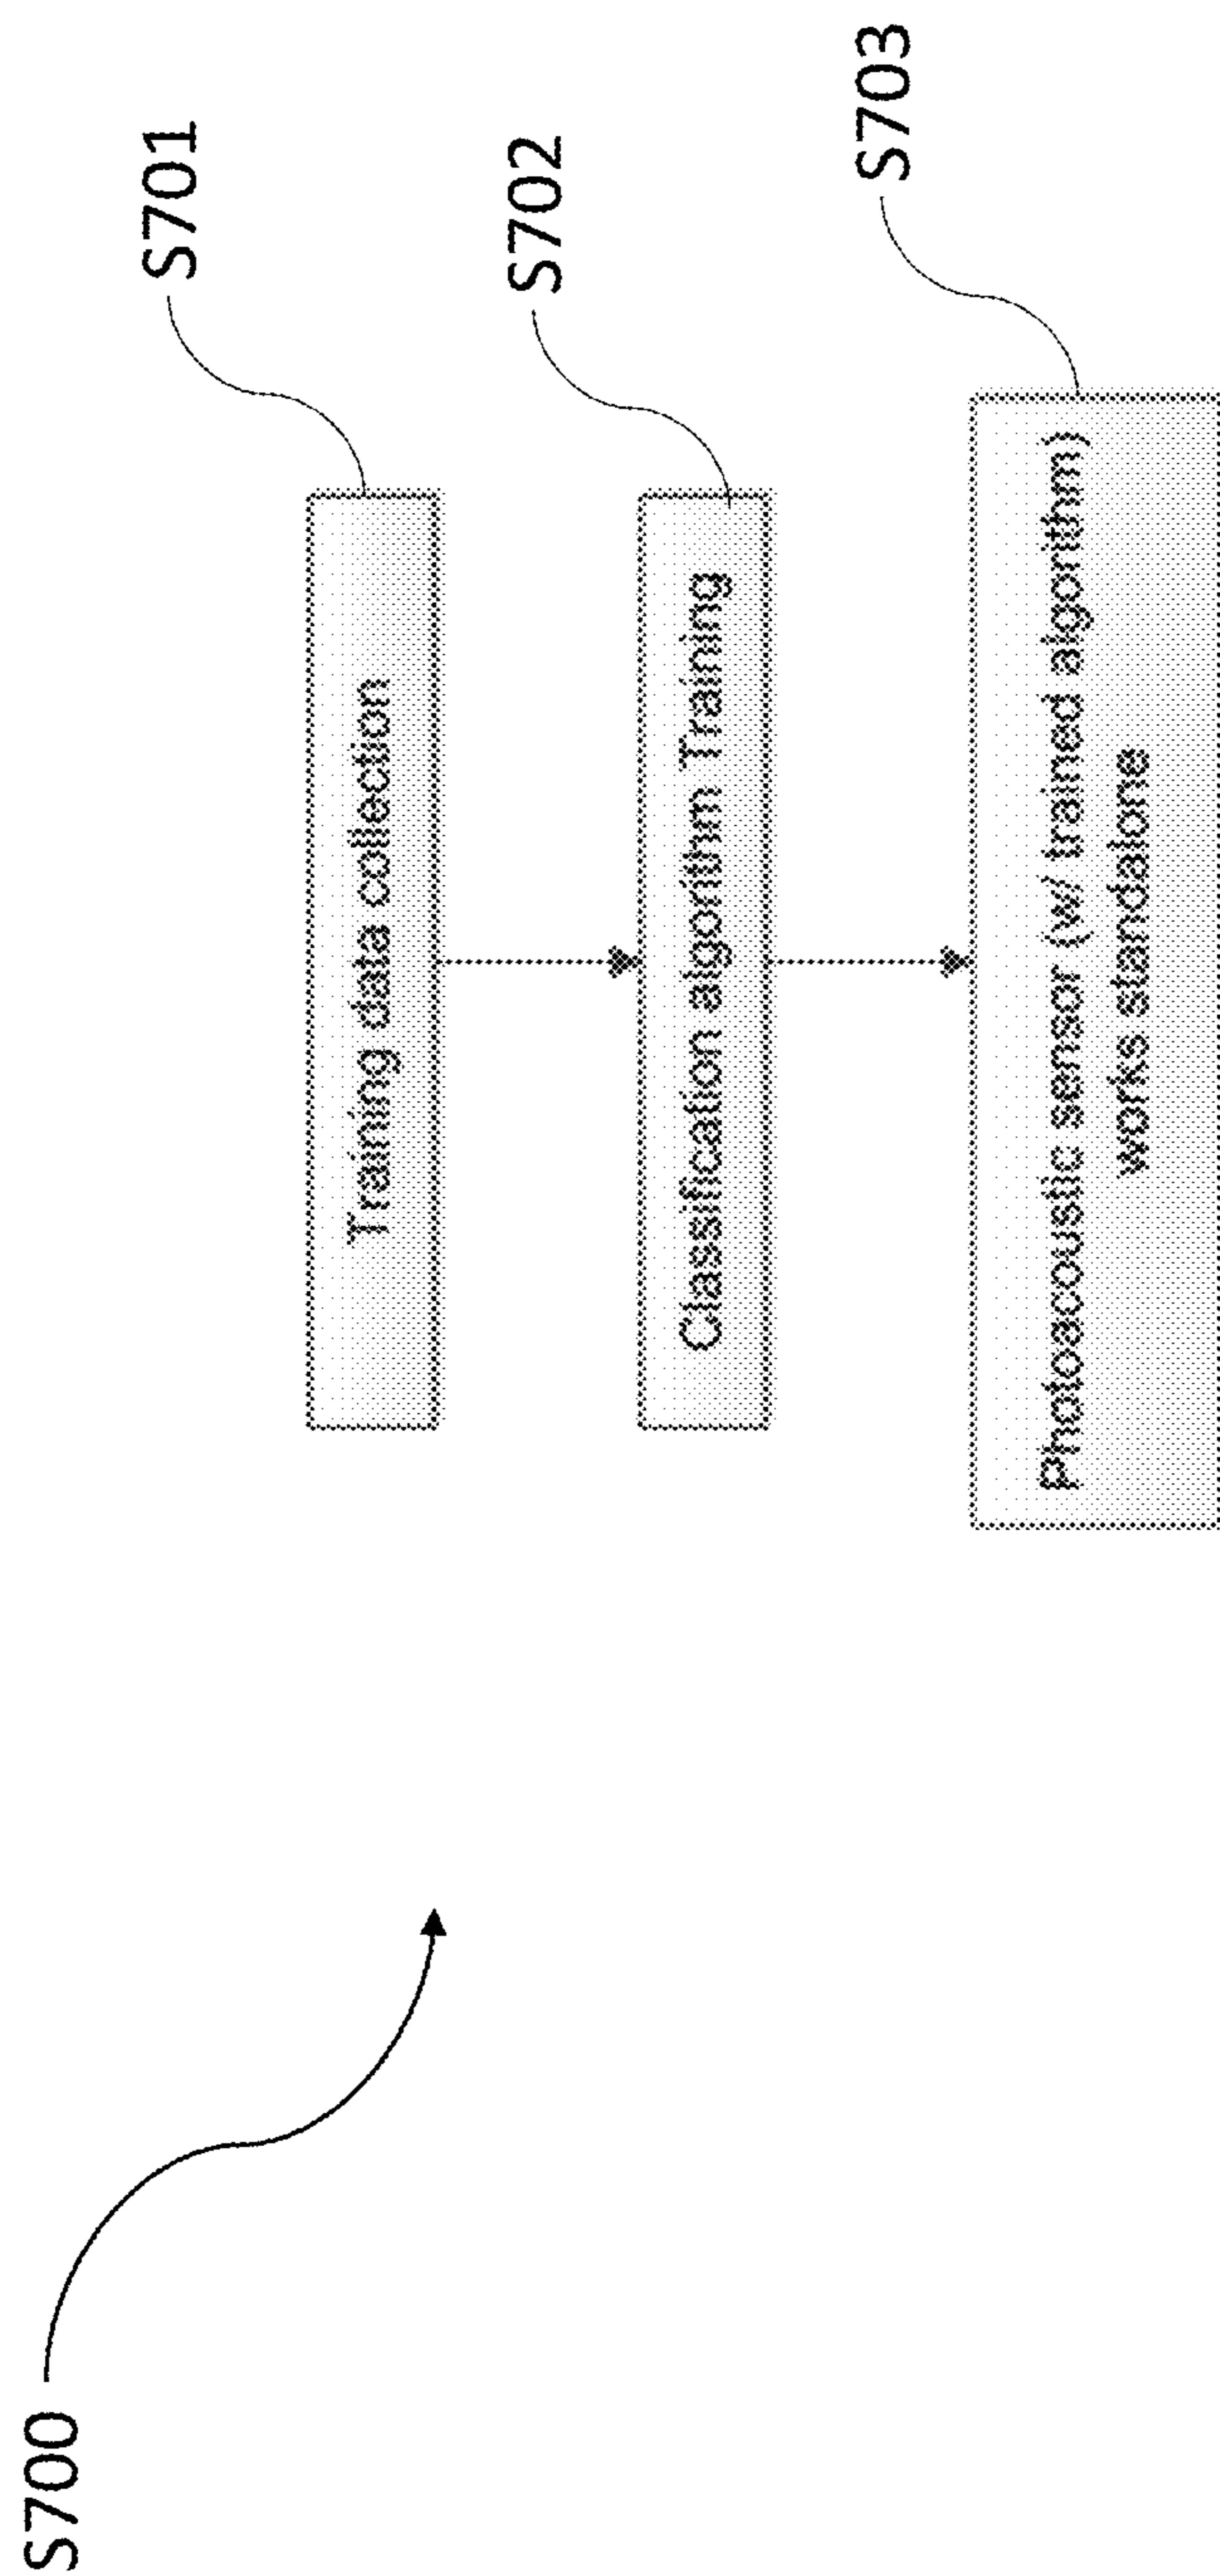 S700
S701
Training data collection
S702
Classification algorithm Training
S703
Photoacoustic sensor (w/ trained algorithm)
works standalone